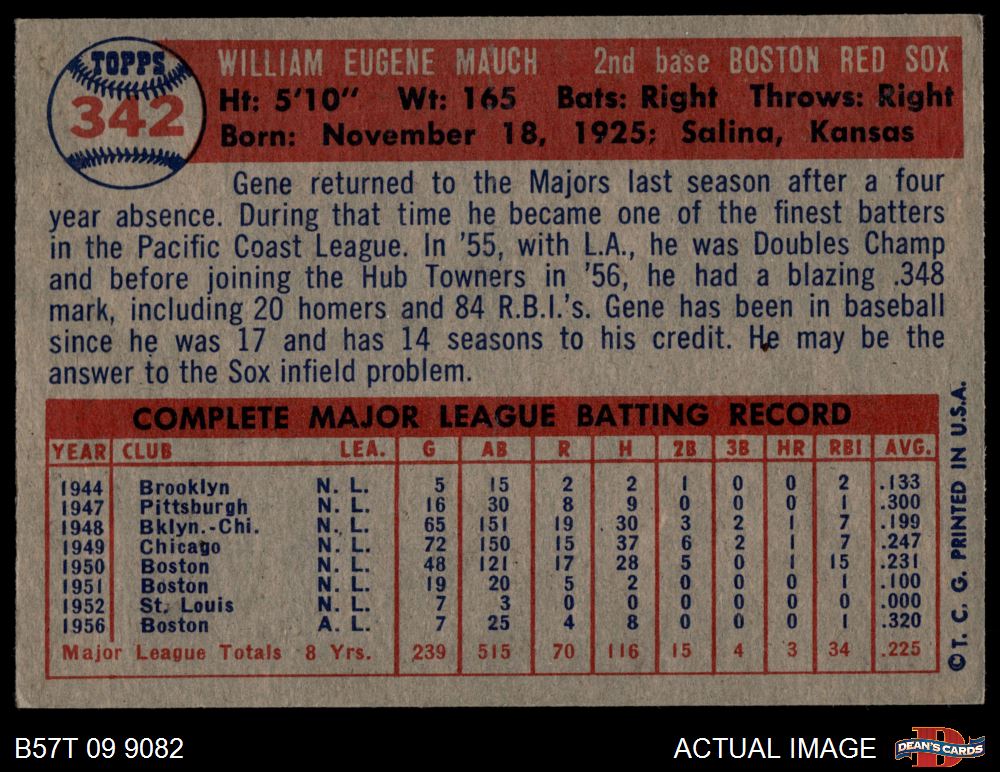 TOPPS
342
WILLIAM EUGENE MAUCH 2nd base BOSTON RED SOX
Ht: 5'10" Wt: 165 Bats: Right Throws: Right
Born: November 18, 1925; Salina, Kansas
Gene returned to the Majors last season after a four
year absence. During that time he became one of the finest batters
in the Pacific Coast League. In '55, with L.A., he was Doubles Champ
and before joining the Hub Towners in '56, he had a blazing .348
mark, including 20 homers and 84 R.B.I.'s. Gene has been in baseball
since he was 17 and has 14 seasons to his credit. He may be the
answer to the Sox infield problem.
COMPLETE MAJOR LEAGUE BATTING RECORD
YEAR CLUB LEA. G AB R H 2B 3B HR RBI AVG.
1944 Brooklyn N. L. 5 15 2 2 1 0 0 2 .133
1947 Pittsburgh N. L. 16 30 8 9 0 0 0 1 .300
1948 Bklyn.-Chi. N. L. 65 151 19 30 3 2 1 7 .199
1949 Chicago N. L. 72 150 15 37 6 2 1 7 .247
1950 Boston N. L. 48 121 17 28 5 0 1 15 .231
1951 Boston N. L. 19 20 5 2 0 0 0 1 .100
1952 St. Louis N. L. 7 3 0 0 0 0 0 0 .000
1956 Boston A. L. 7 25 4 8 0 0 0 1 .320
Major League Totals 8 Yrs. 239 515 70 116 15 4 3 34 .225
© T. C. G. PRINTED IN U.S.A.
B57T 09 9082
ACTUAL IMAGE
D
DEAN'S CARDS